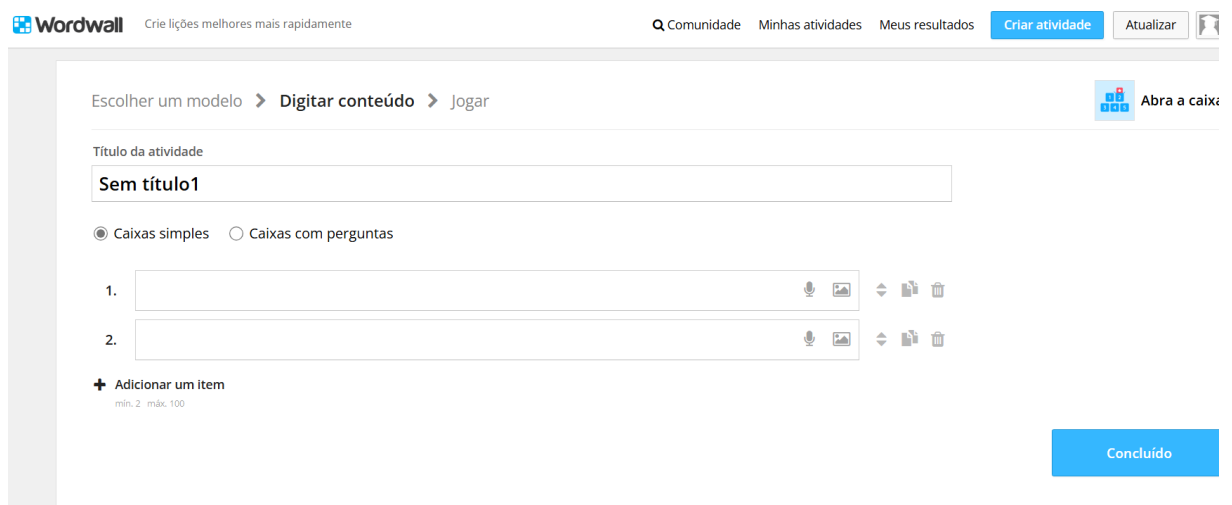 Wordwall Crie lições melhores mais rapidamente Comunidade Minhas atividades Meus resultados Criar atividade Atualizar
Escolher um modelo Digitar conteúdo Jogar Abra a caixa
Título da atividade
Sem título1
Caixas simples Caixas com perguntas
1.
2.
Adicionar um item
mín. 2 máx. 100
Concluído